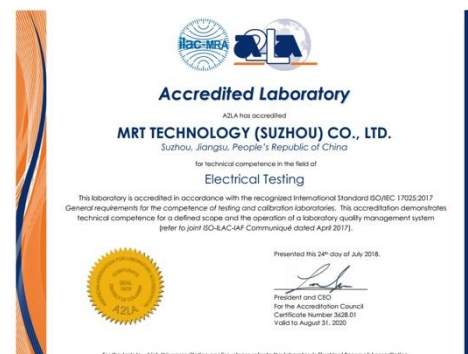 ilac-MRA
A2LA
Accredited Laboratory
A2LA has accredited
MRT TECHNOLOGY (SUZHOU) CO., LTD.
Suzhou, Jiangsu, People's Republic of China
for technical competence in the field of
Electrical Testing
This laboratory is accredited in accordance with the recognized International Standard ISO/IEC 17025:2017
General requirements for the competence of testing and calibration laboratories. This accreditation demonstrates
technical competence for a defined scope and the operation of a laboratory quality management system
(refer to joint ISO-ILAC-IAF Communiqué dated April 2017).
Presented this 24th day of July 2018.
President and CEO
For the Accreditation Council
Certificate Number 3628.01
Valid to August 31, 2020
CORPORATE
SEAL
A2LA